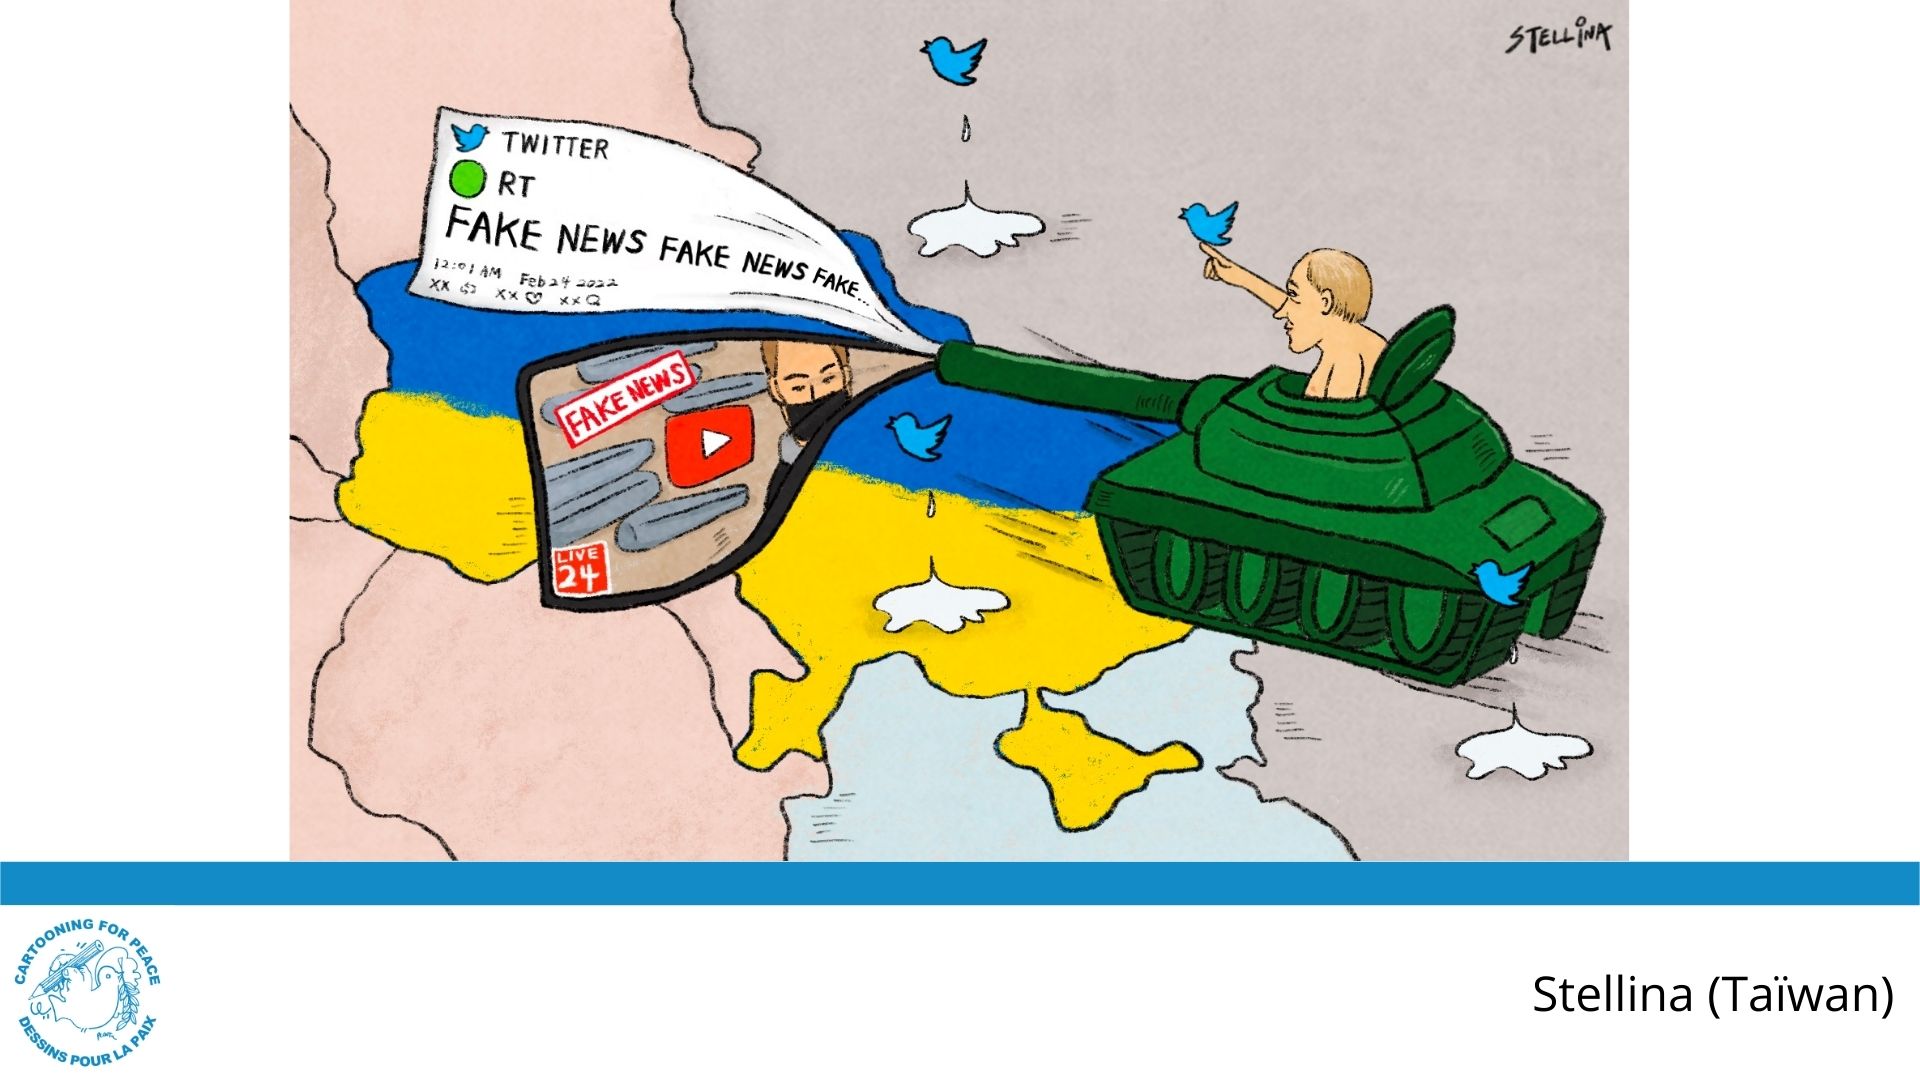 STELLINA
TWITTER
RT
FAKE NEWS FAKE NEWS FAKE...
12:01 AM Feb 24 2022
XX XX XX
FAKE NEWS
LIVE
24
CARTOONING FOR PEACE
DESSINS POUR LA PAIX
Stellina (Taïwan)